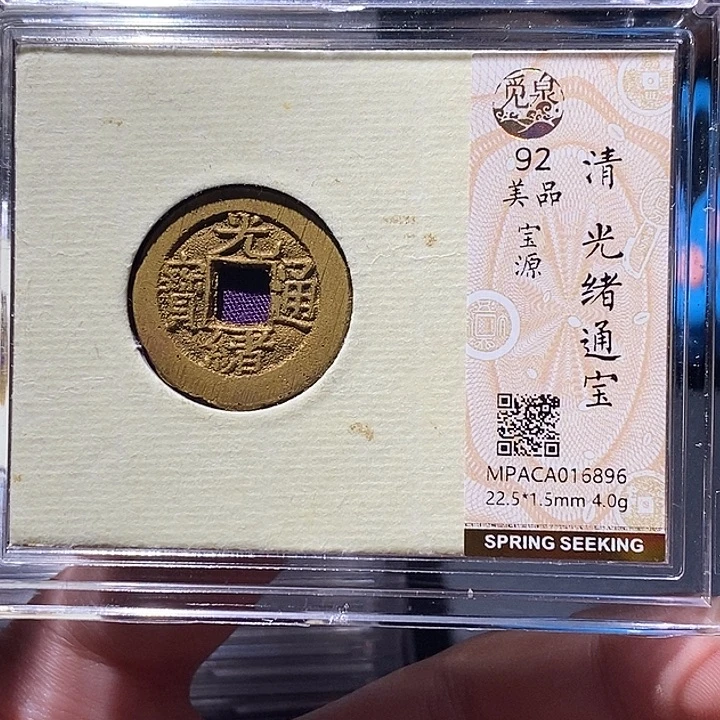 光
緒
通
寶
觅泉
92
美品
宝源
清 光绪通宝
MPACA016896
22.5*1.5mm 4.0g
SPRING SEEKING